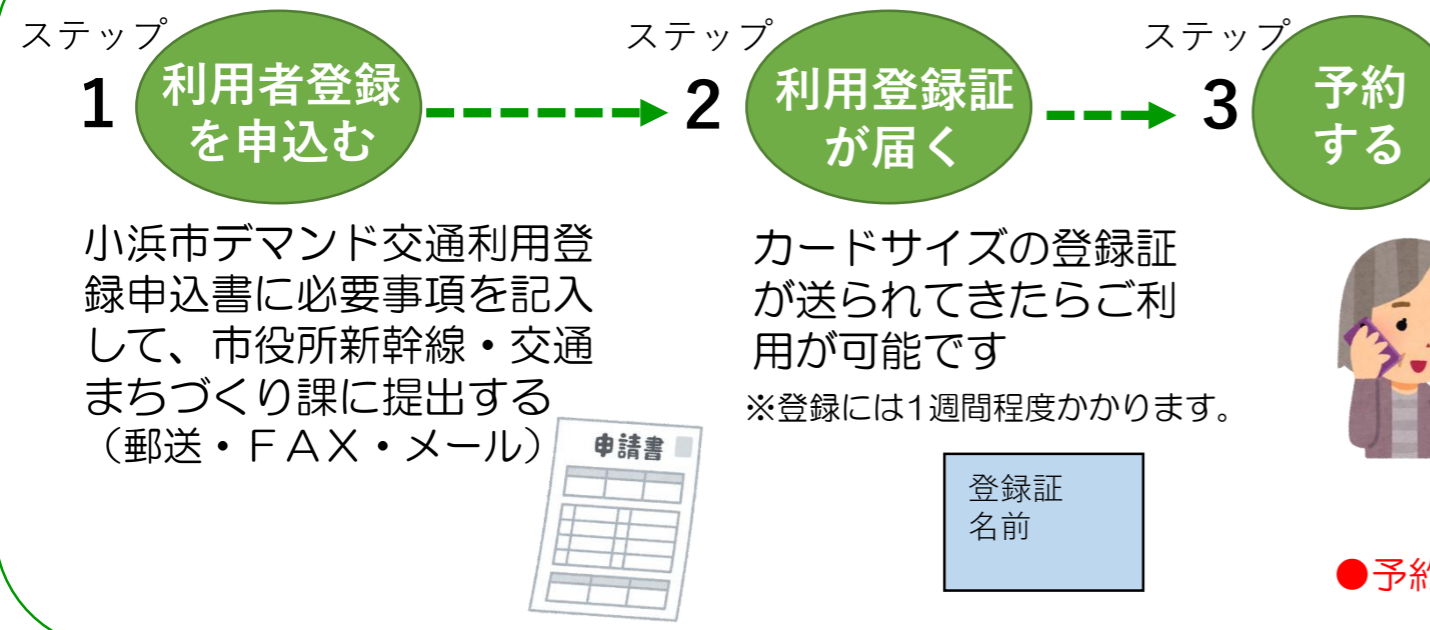 ステップ
1
利用者登録
を申込む
小浜市デマンド交通利用登
録申込書に必要事項を記入
して、市役所新幹線・交通
まちづくり課に提出する
（郵送・ＦＡＸ・メール）
申請書
ステップ
2
利用登録証
が届く
カードサイズの登録証
が送られてきたらご利
用が可能です
※登録には1週間程度かかります。
登録証
名前
ステップ
3
予約
する
●予約